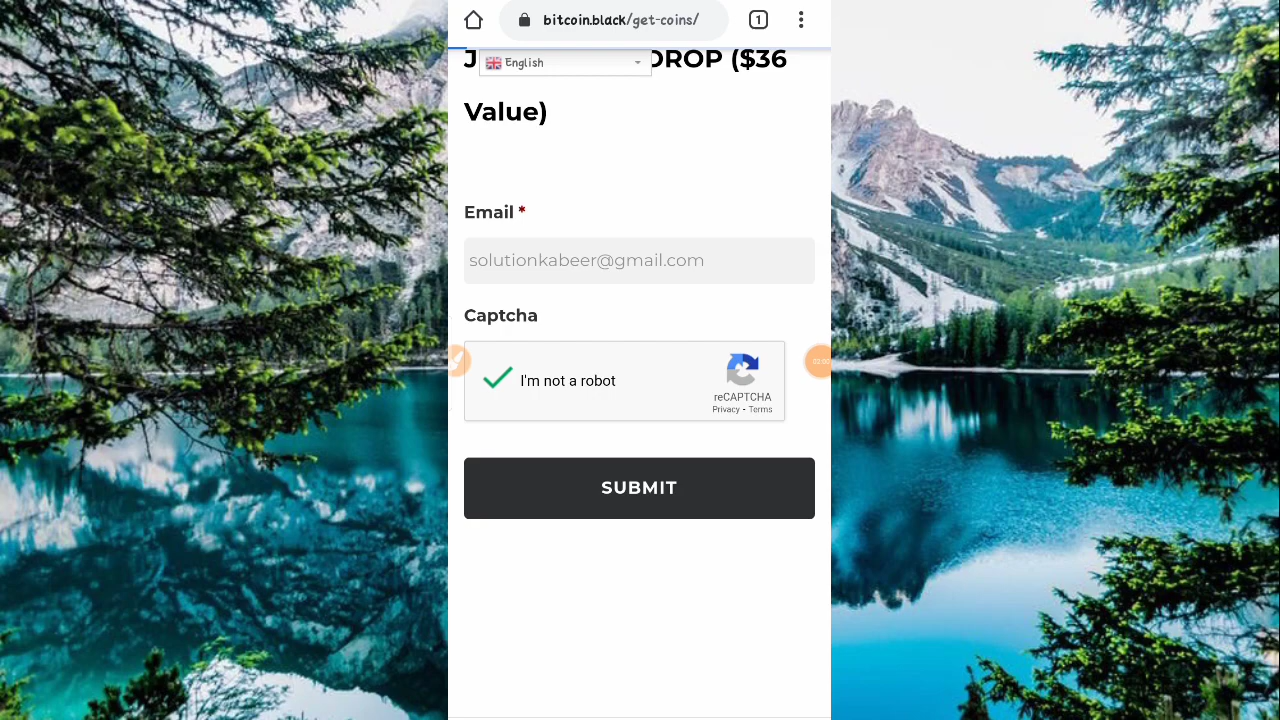 bitcoin.black/get-coins/
1
J
English
DROP ($36
Value)
Email *
solutionkabeer@gmail.com
Captcha
I'm not a robot
reCAPTCHA
Privacy - Terms
SUBMIT